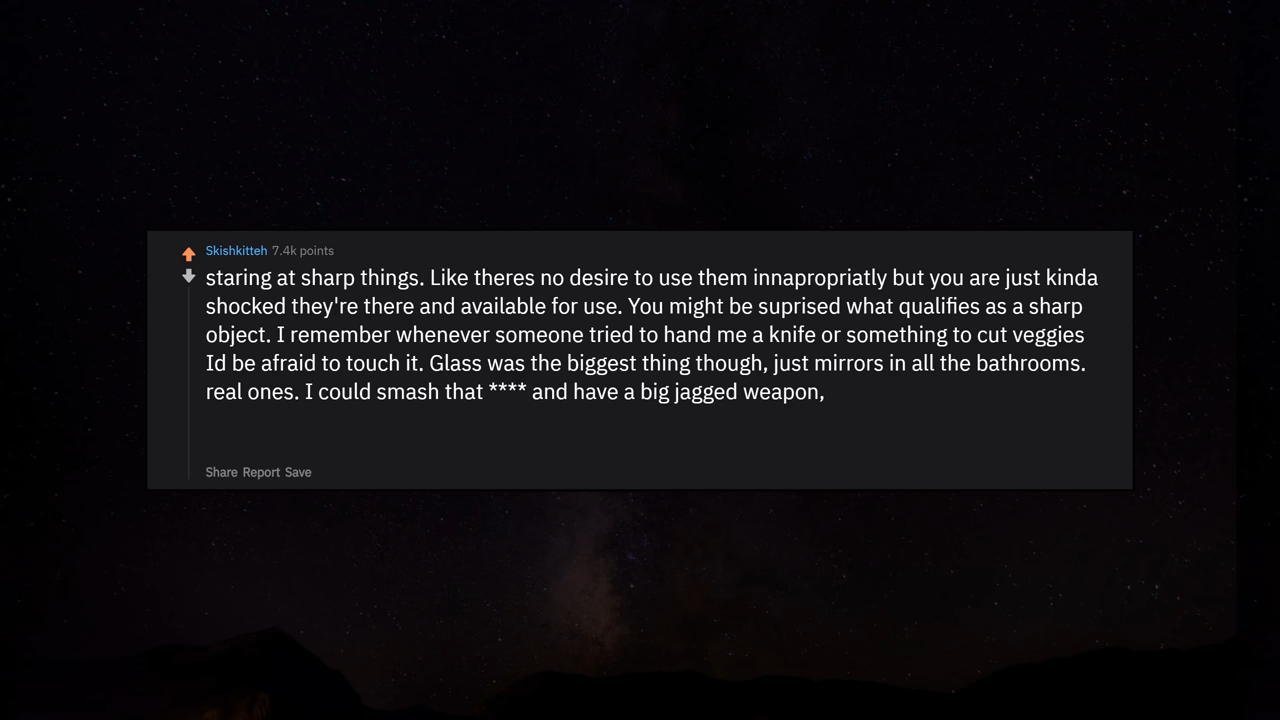 Skishkitteh 7.4k points
staring at sharp things. Like theres no desire to use them innapropriatly but you are just kinda
shocked they're there and available for use. You might be suprised what qualifies as a sharp
object. I remember whenever someone tried to hand me a knife or something to cut veggies
Id be afraid to touch it. Glass was the biggest thing though, just mirrors in all the bathrooms.
real ones. I could smash that **** and have a big jagged weapon,
Share Report Save